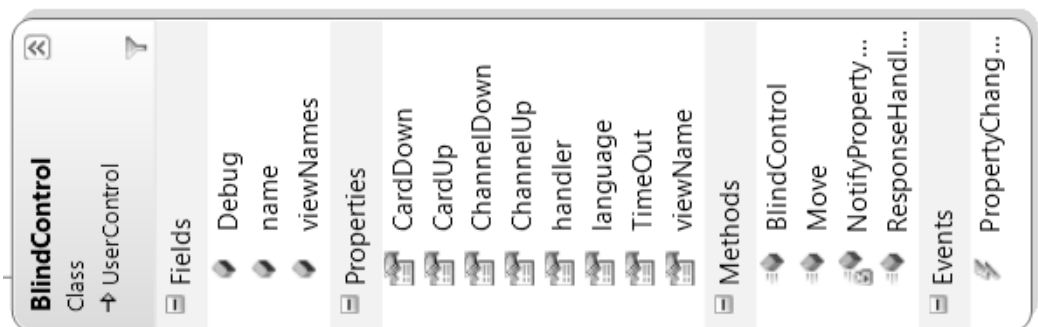 BlindControl
Class
UserControl
Fields
Debug
name
viewNames
Properties
CardDown
CardUp
ChannelDown
ChannelUp
handler
language
TimeOut
viewName
Methods
BlindControl
Move
NotifyProperty...
ResponseHandl...
Events
PropertyChang...